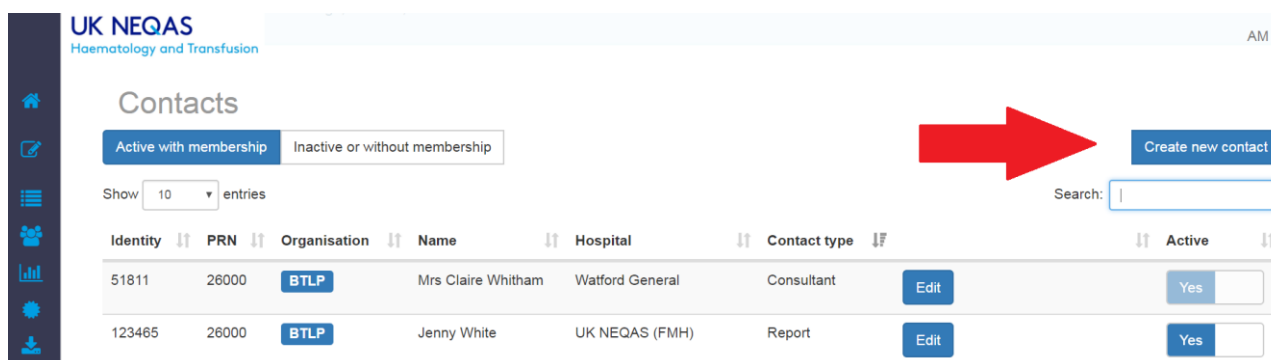 UK NEQAS
Haematology and Transfusion
AM
Contacts
Active with membership Inactive or without membership Create new contact
Show 10 entries Search:
Identity PRN Organisation Name Hospital Contact type Active
51811 26000 BTLP Mrs Claire Whitham Watford General Consultant Edit Yes
123465 26000 BTLP Jenny White UK NEQAS (FMH) Report Edit Yes